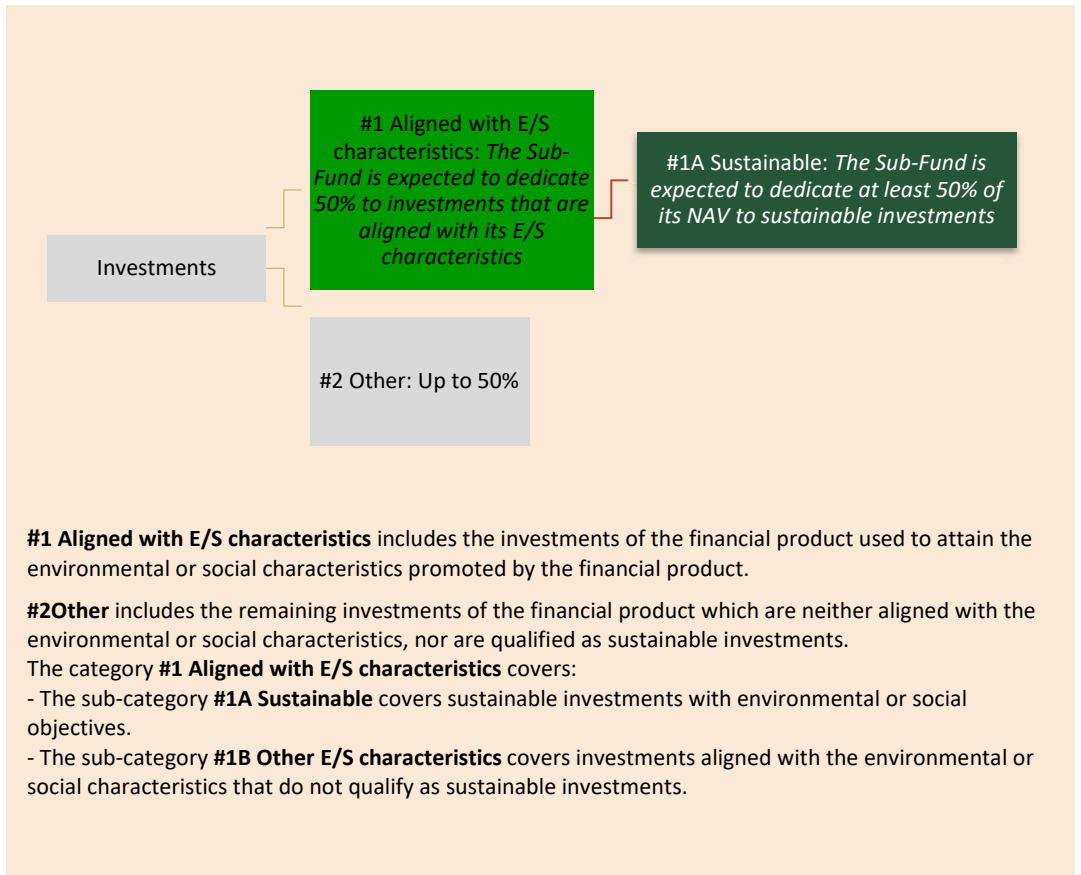 #1 Aligned with E/S
characteristics: The Sub-
Fund is expected to dedicate
50% to investments that are
aligned with its E/S
characteristics
#1A Sustainable: The Sub-Fund is
expected to dedicate at least 50% of
its NAV to sustainable investments
Investments
#2 Other: Up to 50%
#1 Aligned with E/S characteristics includes the investments of the financial product used to attain the
environmental or social characteristics promoted by the financial product.
#2Other includes the remaining investments of the financial product which are neither aligned with the
environmental or social characteristics, nor are qualified as sustainable investments.
The category #1 Aligned with E/S characteristics covers:
- The sub-category #1A Sustainable covers sustainable investments with environmental or social
objectives.
- The sub-category #1B Other E/S characteristics covers investments aligned with the environmental or
social characteristics that do not qualify as sustainable investments.